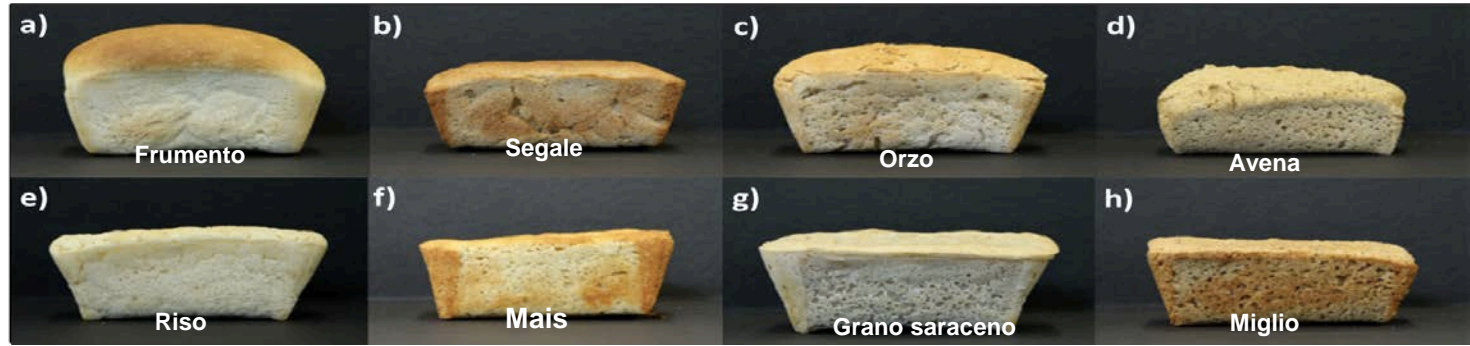 a)
Frumento
b)
Segale
c)
Orzo
d)
Avena
e)
Riso
f)
Mais
g)
Grano saraceno
h)
Miglio